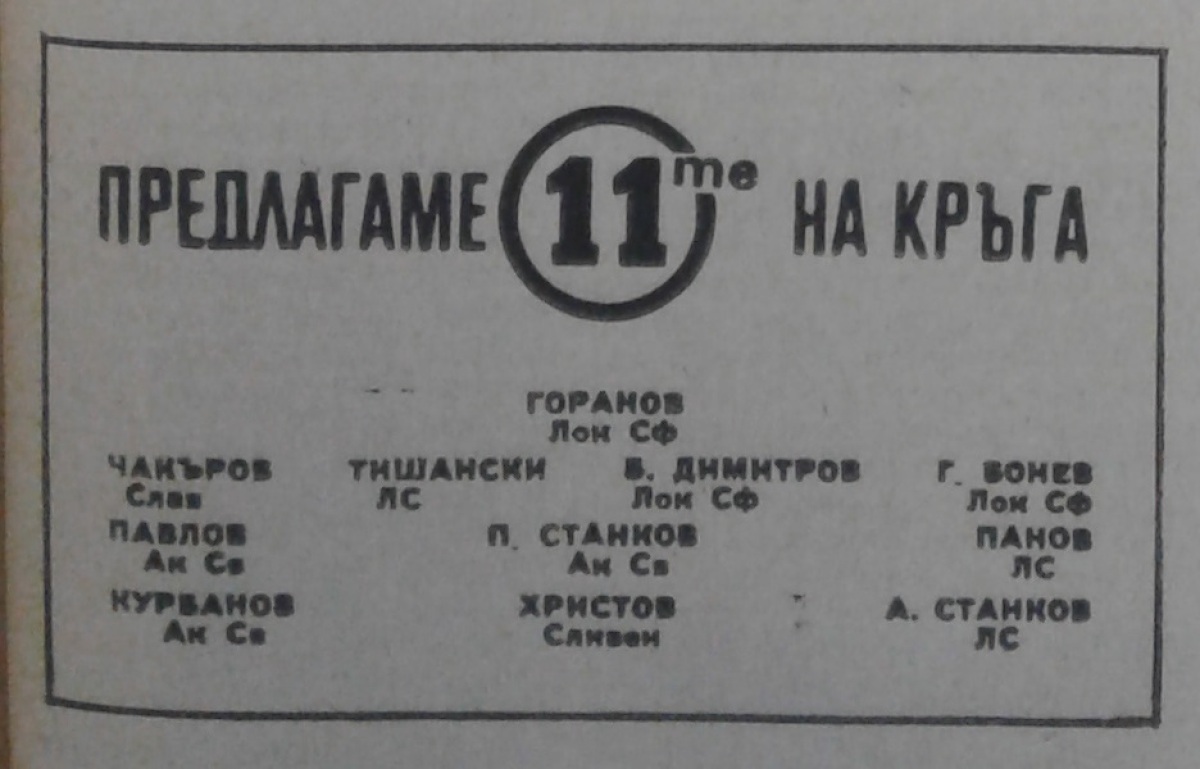 ПРЕДЛАГАМЕ 11те НА КРЪГА
ГОРАНОВ
Лок Сф
ЧАКЪРОВ ТИШАНСКИ Б. ДИМИТРОВ Г. БОНЕВ
Слав ЛС Лок Сф Лок Сф
ПАВЛОВ П. СТАНКОВ ПАНОВ
Ак Св Ак Св ЛС
КУРБАНОВ ХРИСТОВ А. СТАНКОВ
Ак Св Сливен ЛС